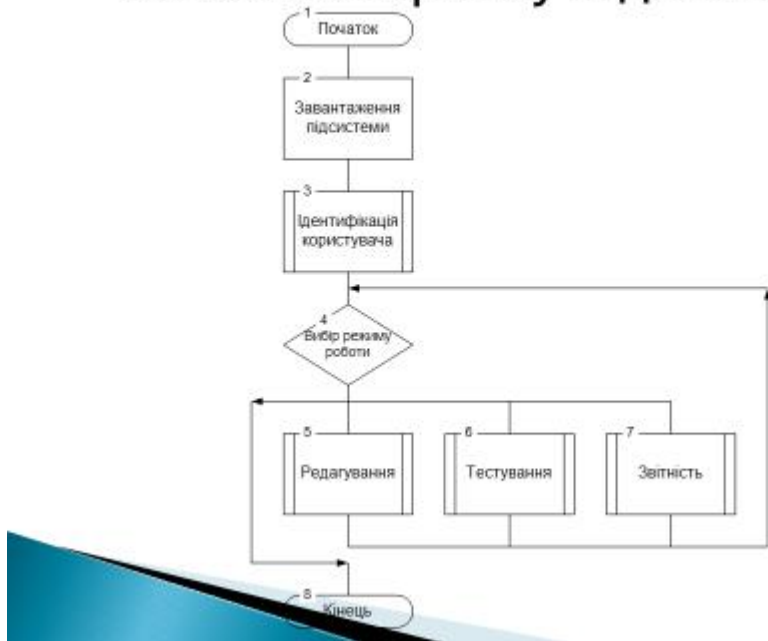 1
Початок
2
Завантаження
підсистеми
3
Ідентифікація
користувача
4
Вибір режиму
роботи
5
Редагування
6
Тестування
7
Звітність
8
Кінець